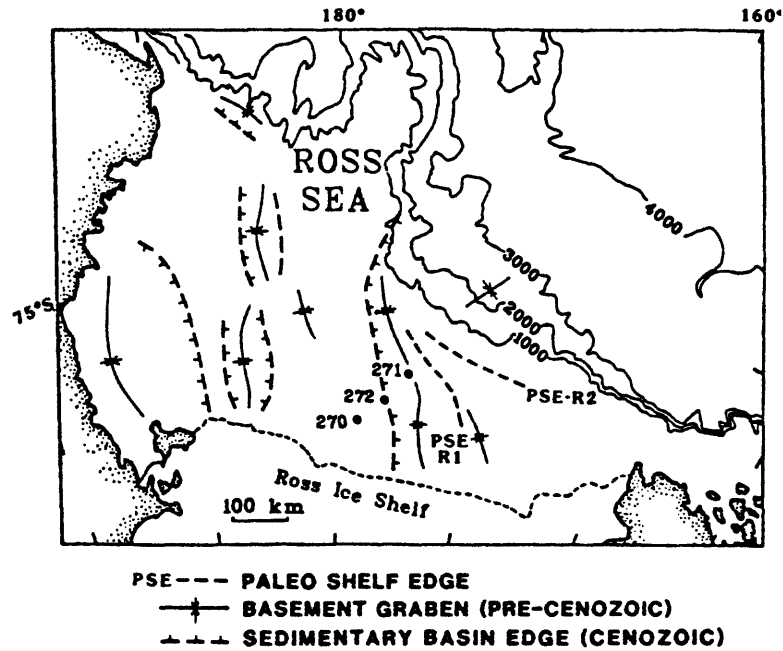 180°
160°
ROSS
SEA
4000
3000
2000
1000
75°S
271
272
270
PSE-R2
PSE
R1
Ross Ice Shelf
100 km
PSE--- PALEO SHELF EDGE
BASEMENT GRABEN (PRE-CENOZOIC)
SEDIMENTARY BASIN EDGE (CENOZOIC)